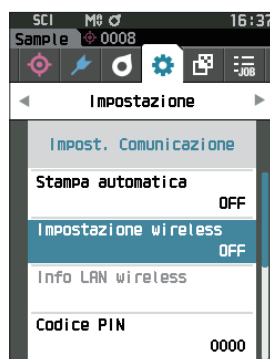 SCI M0 16:37
Sample 0008
JOB
Impostazione
Impost. Comunicazione
Stampa automatica
OFF
Impostazione wireless
OFF
Info LAN wireless
Codice PIN
0000